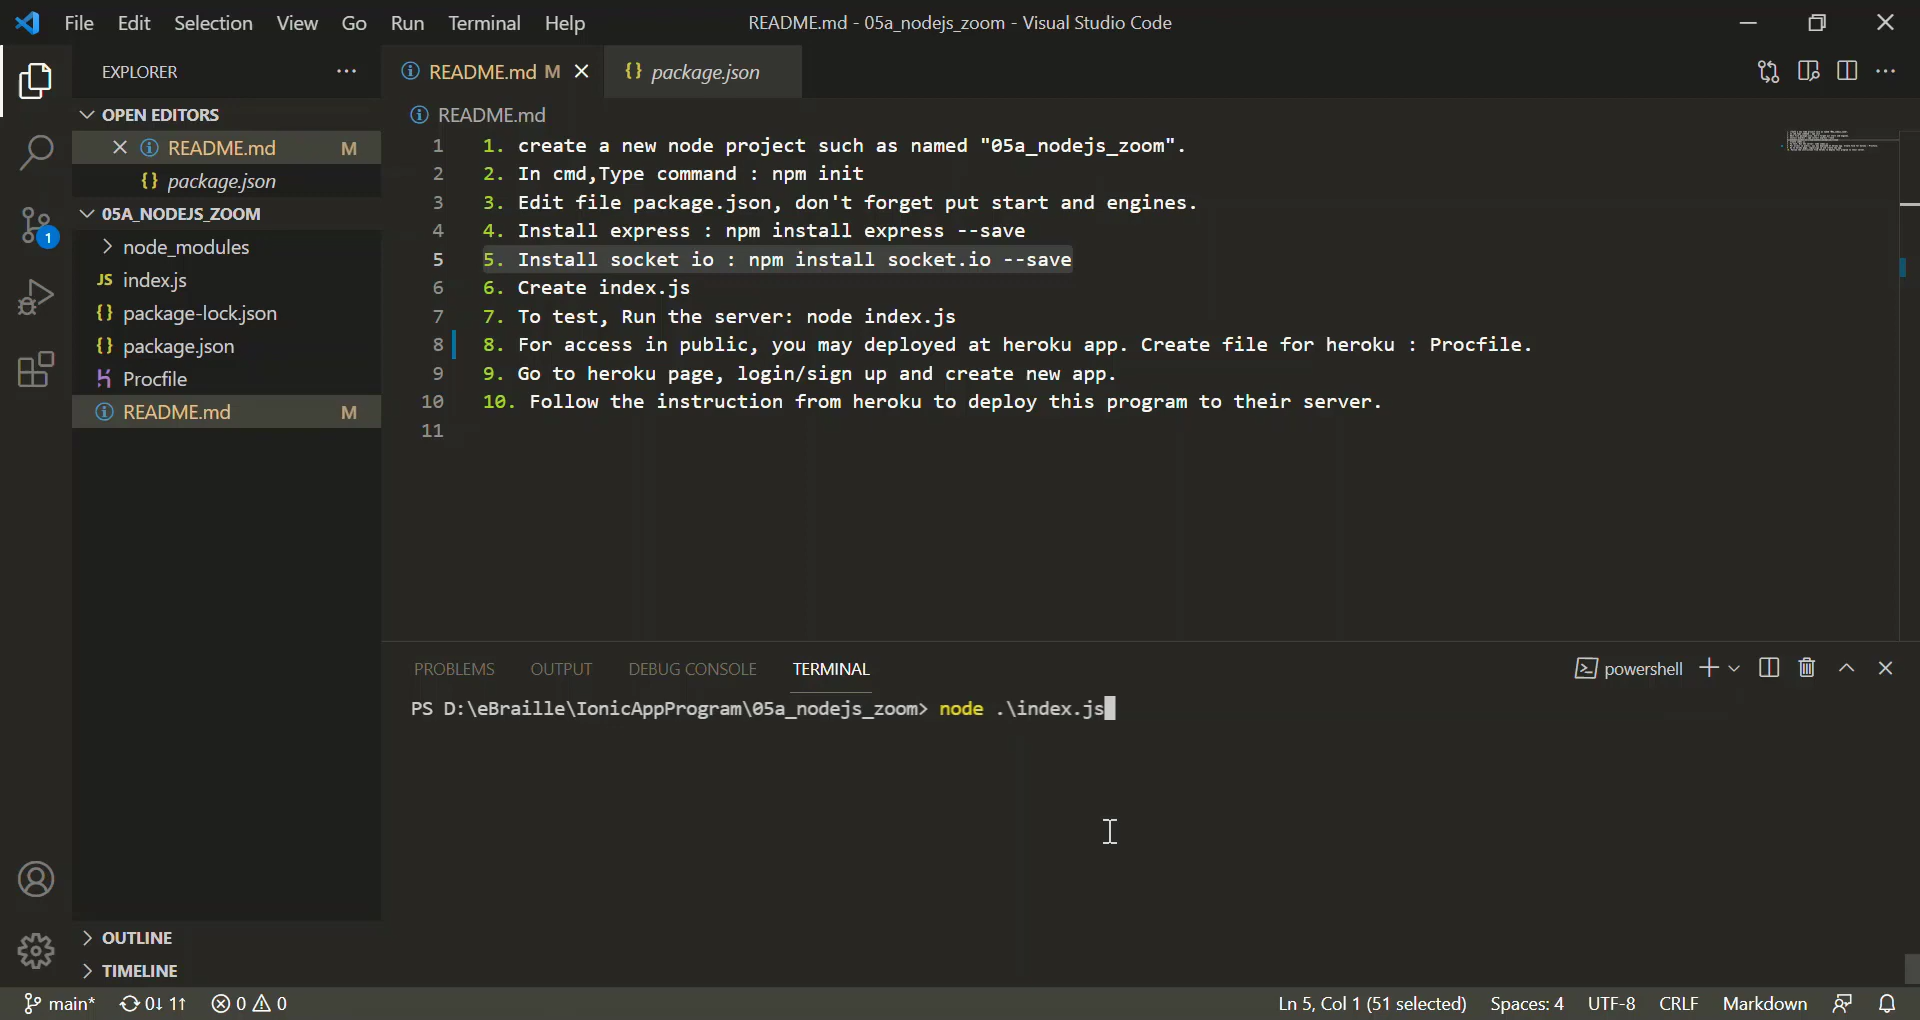 File Edit Selection View Go Run Terminal Help README.md - 05a_nodejs_zoom - Visual Studio Code
EXPLORER
README.md M
{} package.json
OPEN EDITORS
README.md M
{} package.json
05A_NODEJS_ZOOM
node_modules
JS index.js
{} package-lock.json
{} package.json
Procfile
README.md M
OUTLINE
TIMELINE
1
README.md
1 1. create a new node project such as named "05a_nodejs_zoom".
2 2. In cmd,Type command : npm init
3 3. Edit file package.json, don't forget put start and engines.
4 4. Install express : npm install express --save
5 5. Install socket io : npm install socket.io --save
6 6. Create index.js
7 7. To test, Run the server: node index.js
8 8. For access in public, you may deployed at heroku app. Create file for heroku : Procfile.
9 9. Go to heroku page, login/sign up and create new app.
10 10. Follow the instruction from heroku to deploy this program to their server.
11
PROBLEMS OUTPUT DEBUG CONSOLE TERMINAL powershell
PS D:\eBraille\IonicAppProgram\05a_nodejs_zoom> node .\index.js
main* 0↓ 1↑ 0 0 Ln 5, Col 1 (51 selected) Spaces: 4 UTF-8 CRLF Markdown